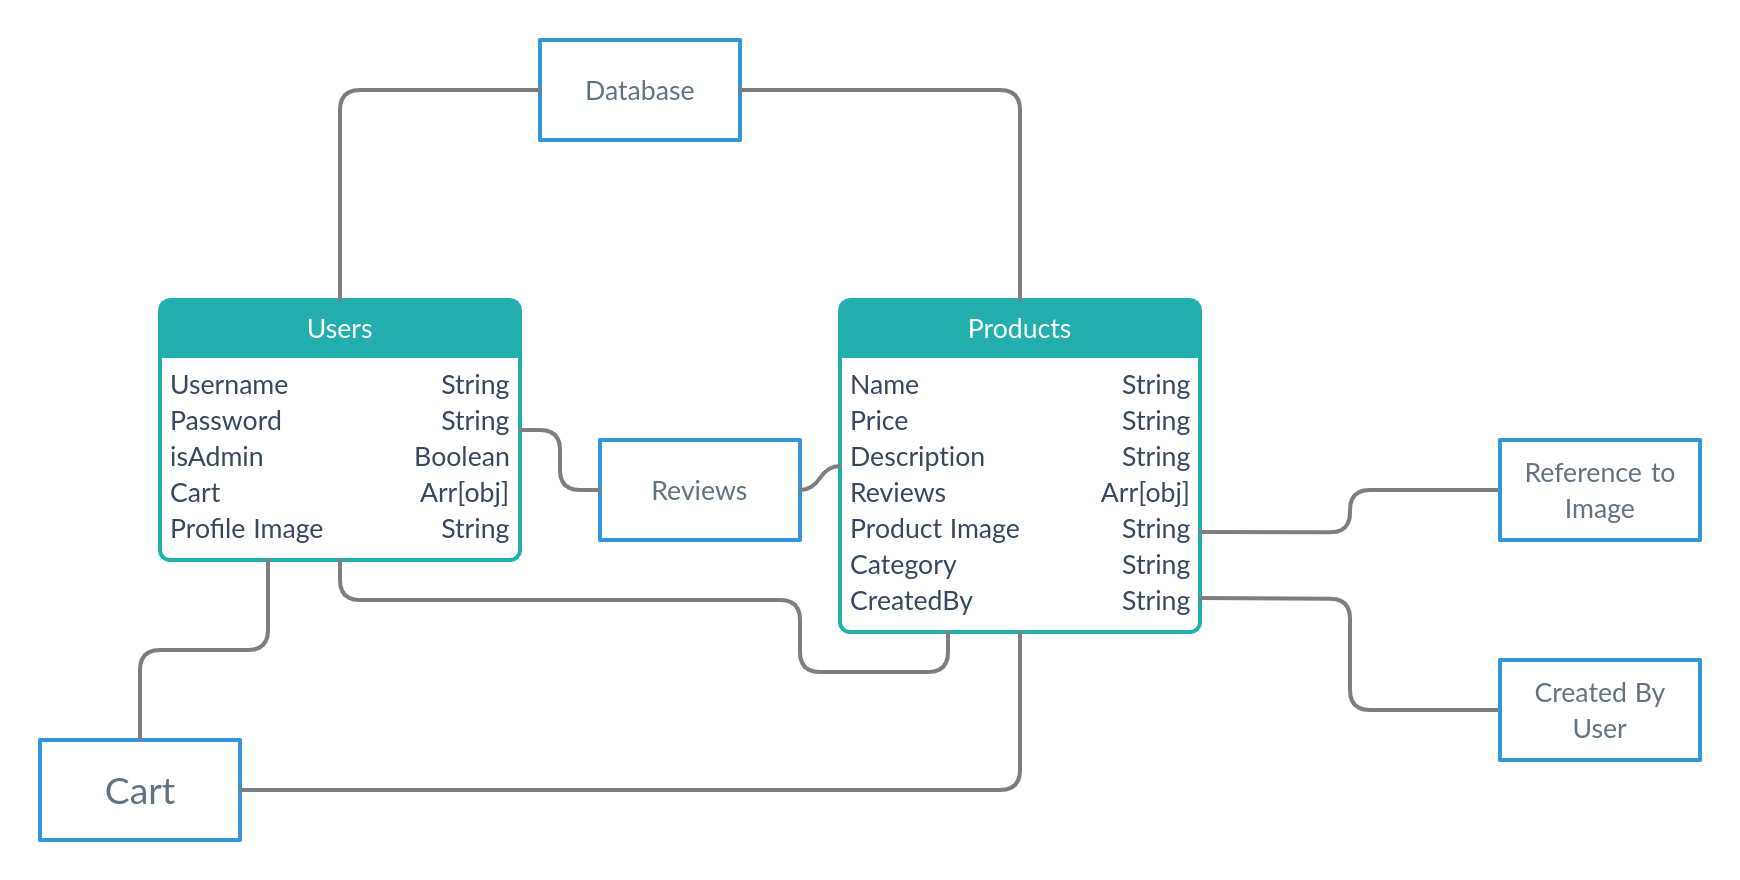 Database
Users
Username String
Password String
isAdmin Boolean
Cart Arr[obj]
Profile Image String
Reviews
Products
Name String
Price String
Description String
Reviews Arr[obj]
Product Image String
Category String
CreatedBy String
Reference to
Image
Created By
User
Cart